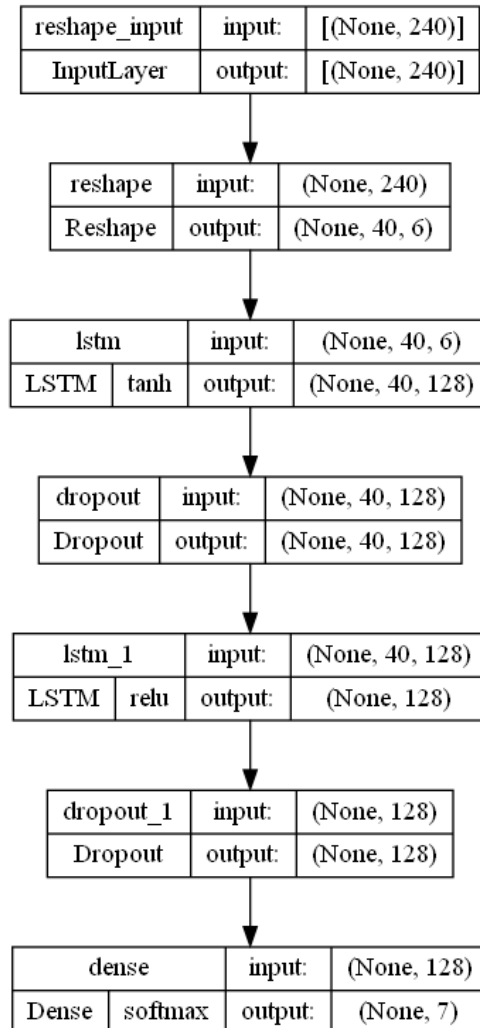 reshape_input input: [(None, 240)]
InputLayer output: [(None, 240)]
reshape input: (None, 240)
Reshape output: (None, 40, 6)
lstm input: (None, 40, 6)
LSTM tanh output: (None, 40, 128)
dropout input: (None, 40, 128)
Dropout output: (None, 40, 128)
lstm_1 input: (None, 40, 128)
LSTM relu output: (None, 128)
dropout_1 input: (None, 128)
Dropout output: (None, 128)
dense input: (None, 128)
Dense softmax output: (None, 7)